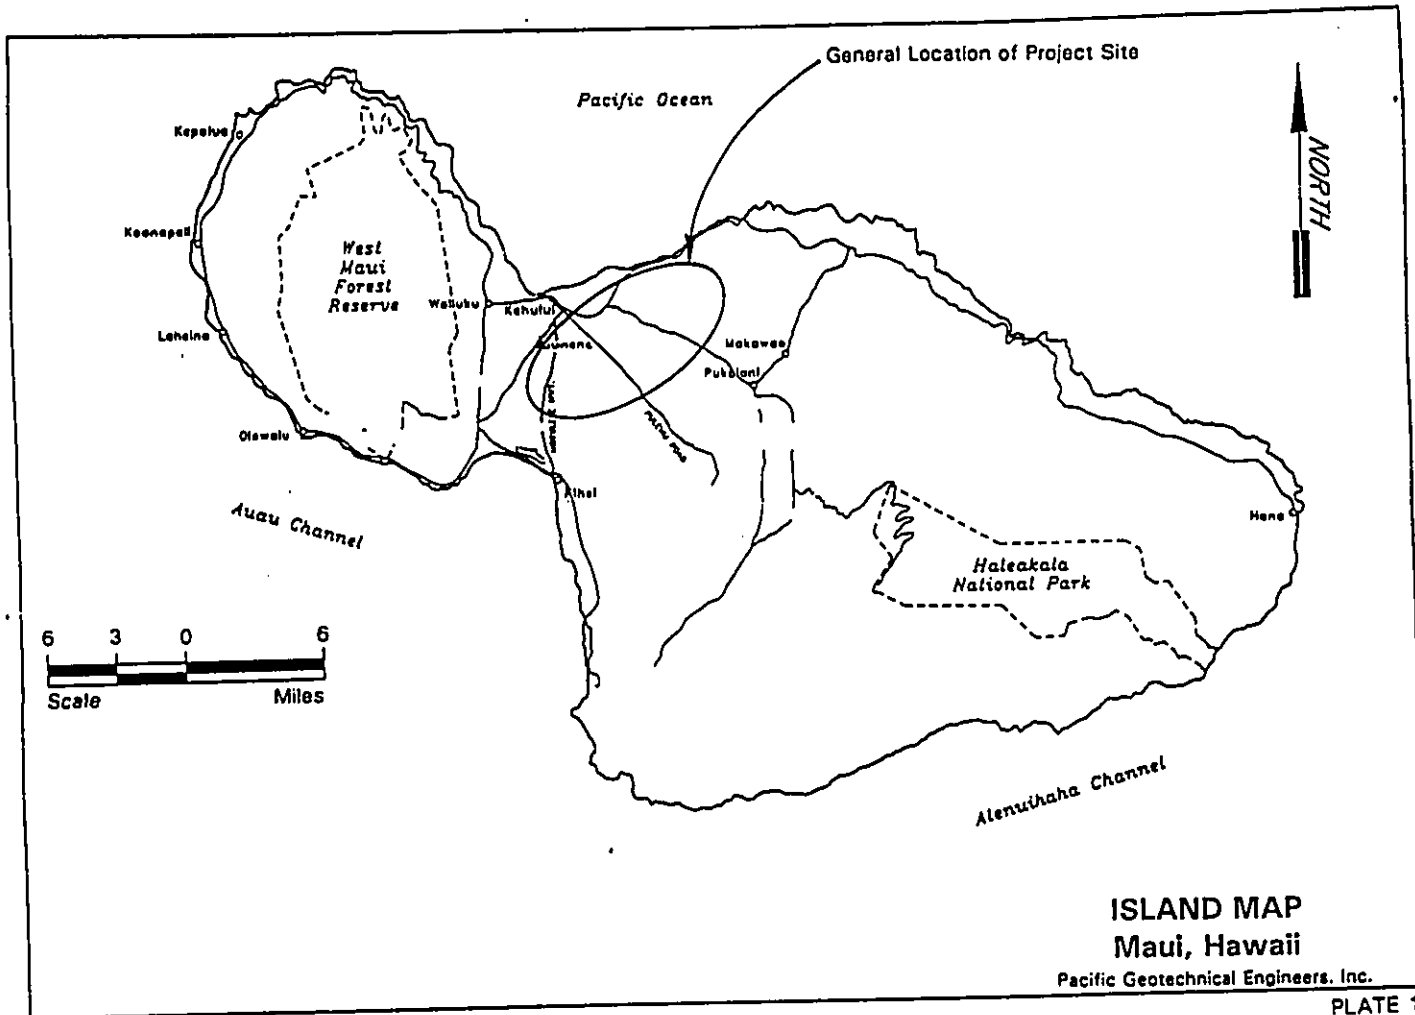 General Location of Project Site
Pacific Ocean
NORTH
Kapalua
Kaanapali
West
Maui
Forest
Reserve
Wailuku
Kahului
Lahaina
Makawao
Pukalani
Olowalu
Kihei
Auau Channel
Hana
Haleakala
National Park
6 3 0 6
Scale Miles
Alenuihaha Channel
ISLAND MAP
Maui, Hawaii
Pacific Geotechnical Engineers, Inc.
PLATE 1